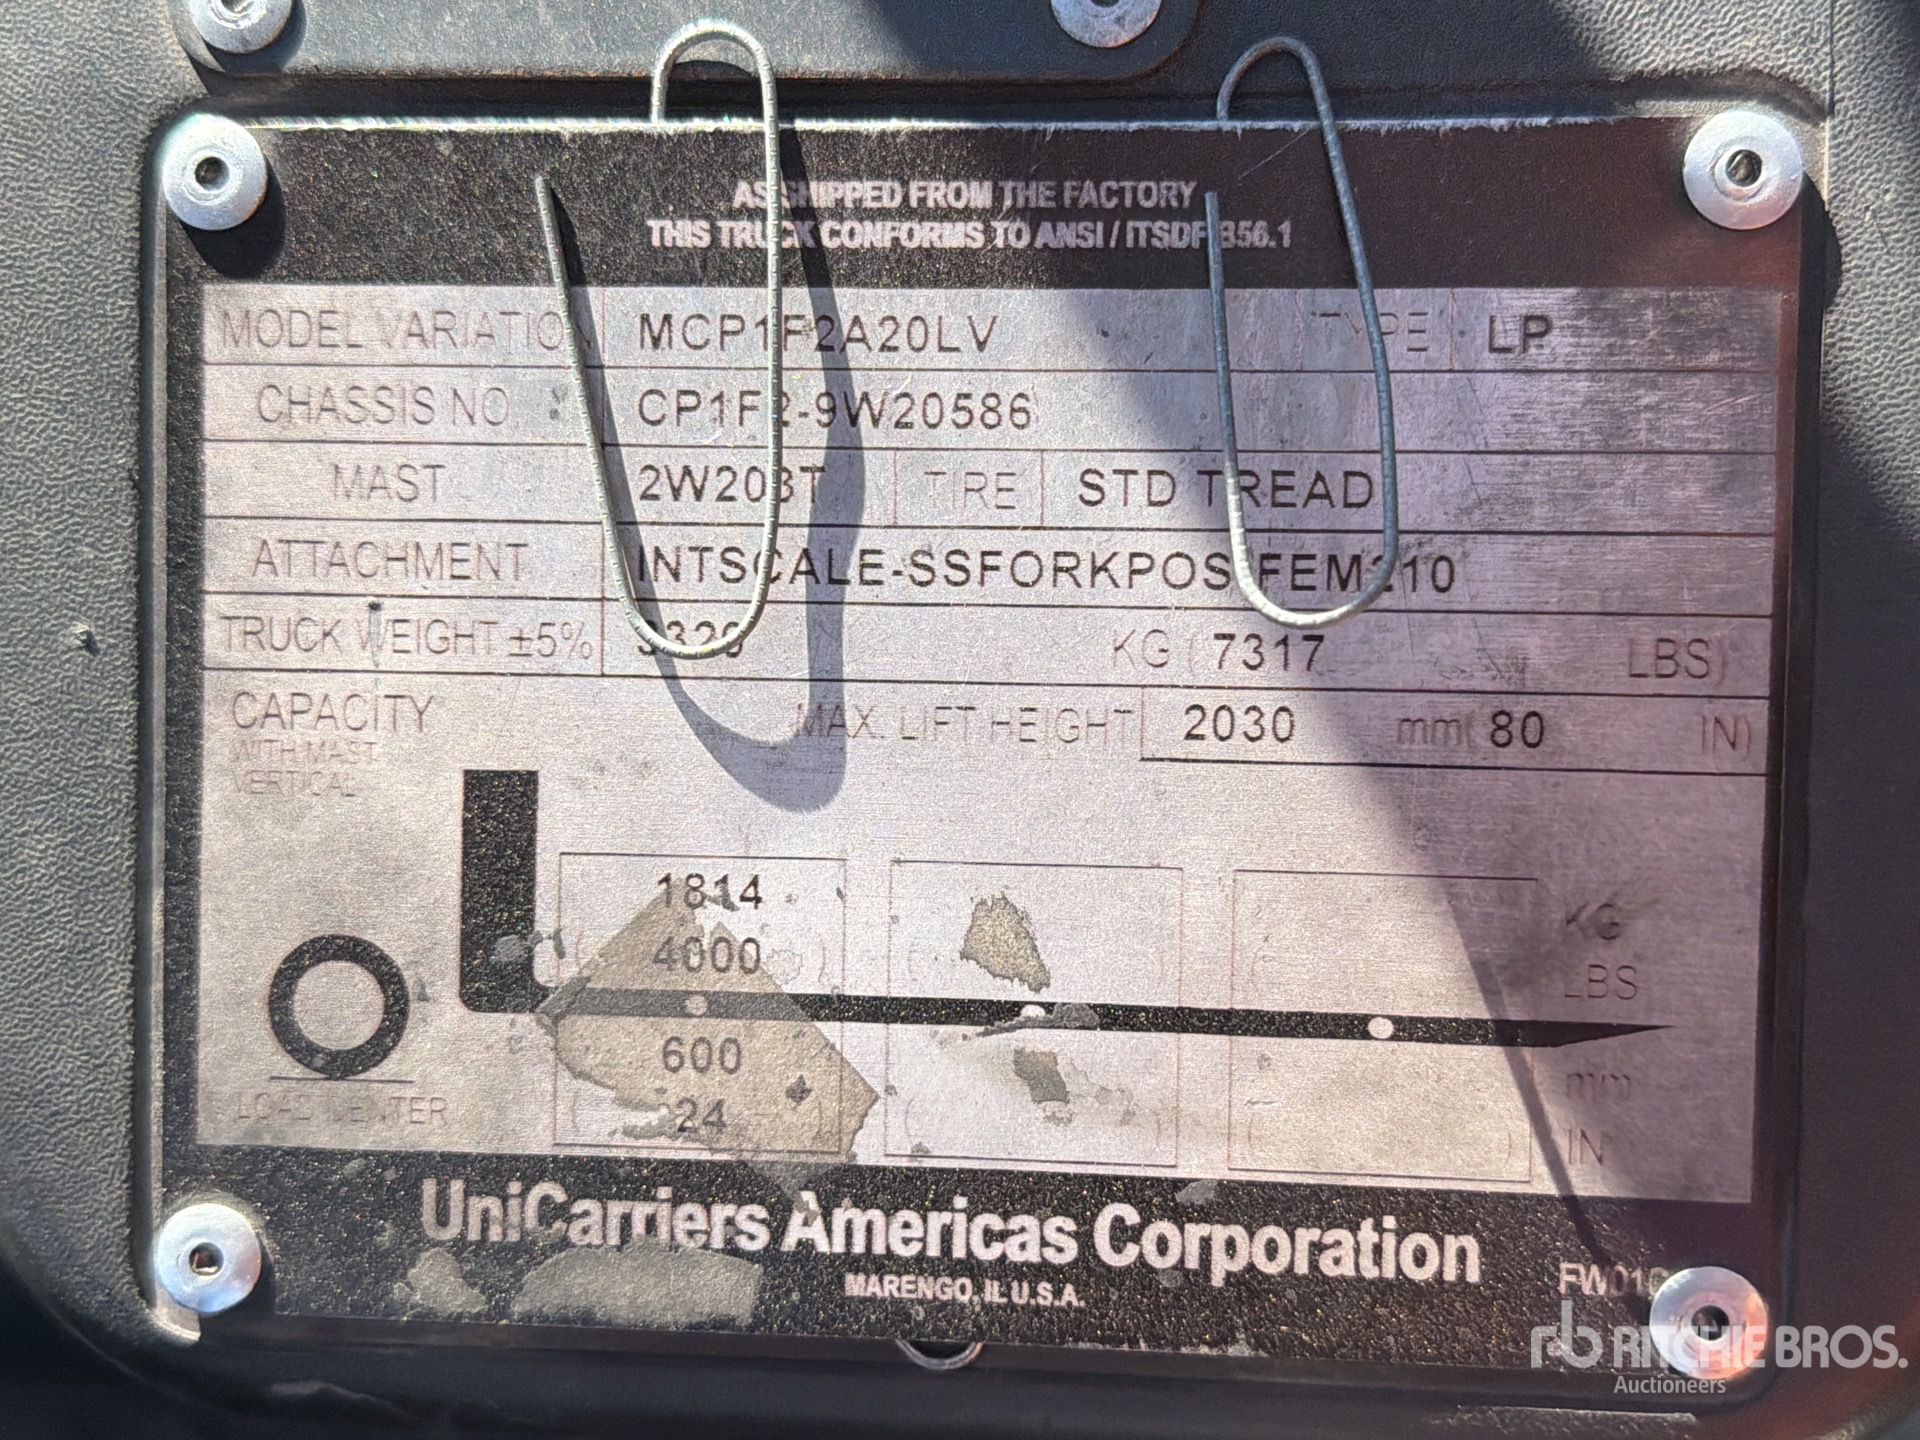 AS SHIPPED FROM THE FACTORY
THIS TRUCK CONFORMS TO ANSI / ITSDF B56.1
MODEL VARIATION MCP1F2A20LV TYPE LP
CHASSIS NO. CP1F2-9W20586
MAST 2W203T TIRE STD TREAD
ATTACHMENT INTSCALE-SSFORKPOS FEM210
TRUCK WEIGHT ±5% 3320 KG ( 7317 LBS)
CAPACITY MAX. LIFT HEIGHT 2030 mm( 80 IN)
WITH MAST
VERTICAL
1814 KG
( 4000 ) ( ( LBS
600 mm
LOAD CENTER ( 24 ) ( ) ( ) IN
UniCarriers Americas Corporation
MARENGO, IL U.S.A.
RITCHIE BROS.
Auctioneers